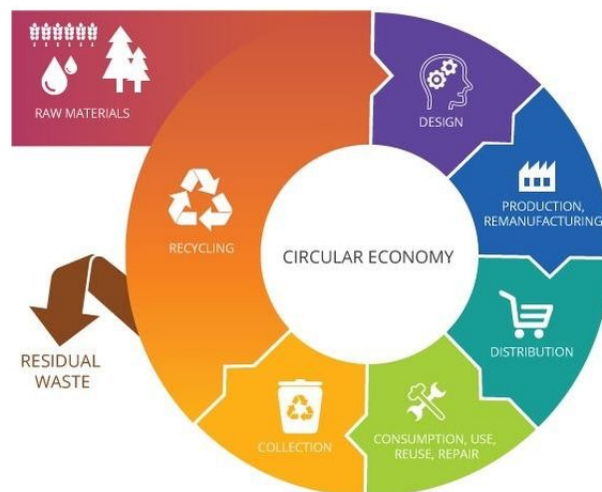 RAW MATERIALS
DESIGN
PRODUCTION,
REMANUFACTURING
RECYCLING
CIRCULAR ECONOMY
DISTRIBUTION
RESIDUAL
WASTE
COLLECTION
CONSUMPTION, USE,
REUSE, REPAIR